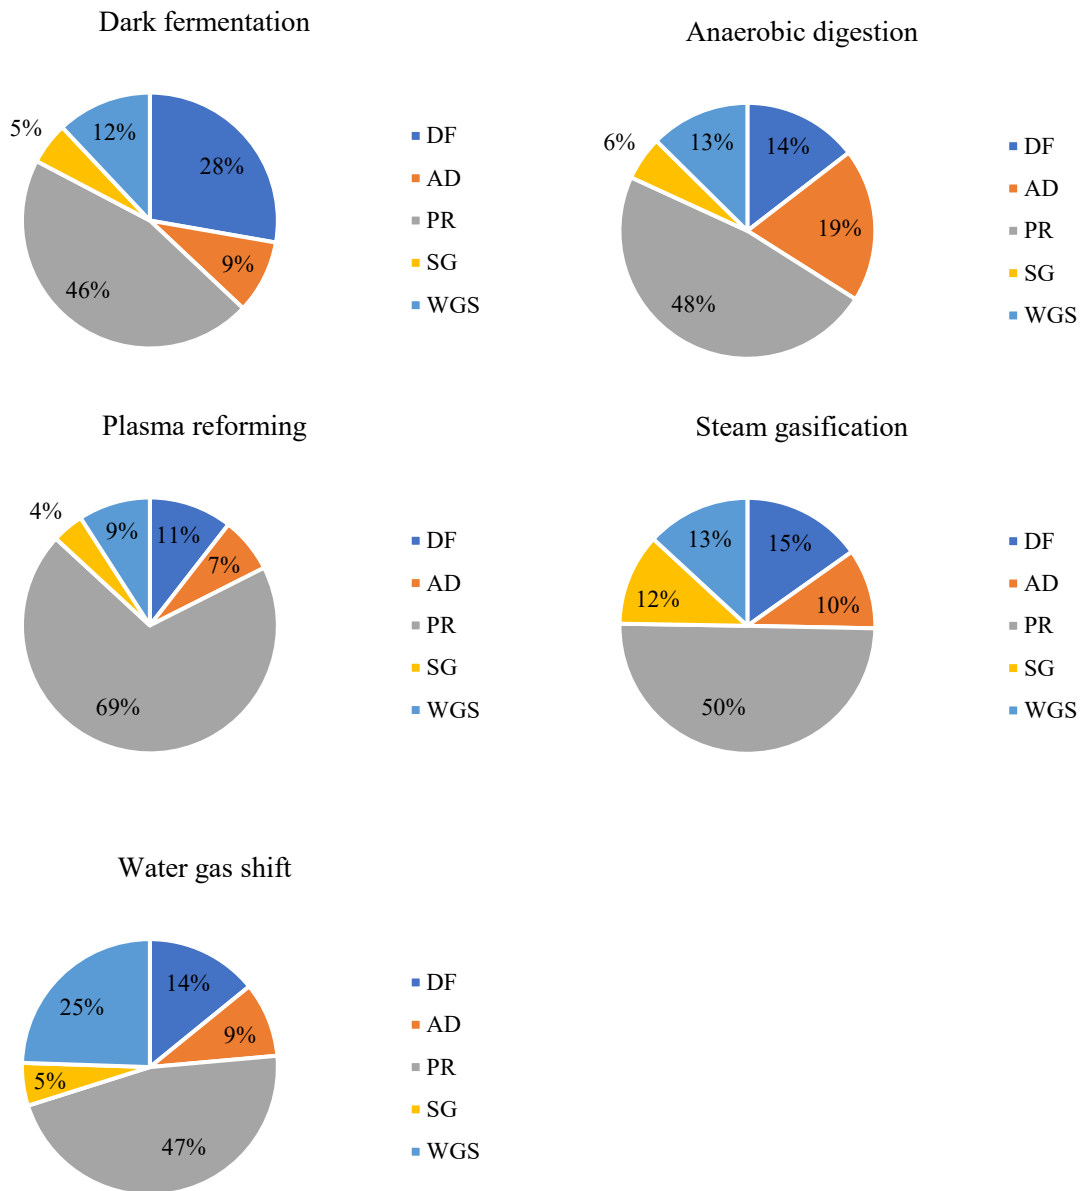 Dark fermentation
5%
12%
28%
9%
46%
DF
AD
PR
SG
WGS
Anaerobic digestion
6%
13%
14%
19%
48%
DF
AD
PR
SG
WGS
Plasma reforming
4%
9%
11%
7%
69%
DF
AD
PR
SG
WGS
Steam gasification
13%
15%
12%
10%
50%
DF
AD
PR
SG
WGS
Water gas shift
25%
14%
9%
5%
47%
DF
AD
PR
SG
WGS